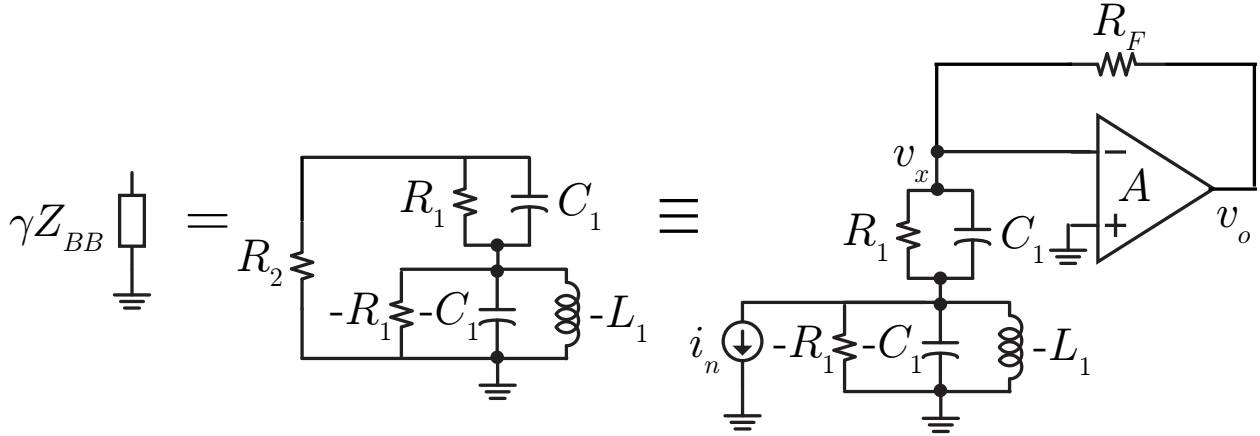 R_F
v_x
A
γZ_BB = R_2 R_1 C_1 ≡ R_1 C_1 v_o
-R_1 -C_1 -L_1
i_n -R_1 -C_1 -L_1